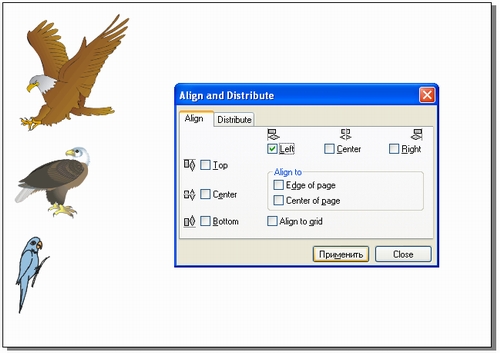 Align and Distribute
Align
Distribute
Left
Center
Right
Top
Align to
Edge of page
Center
Center of page
Bottom
Align to grid
Применить
Close